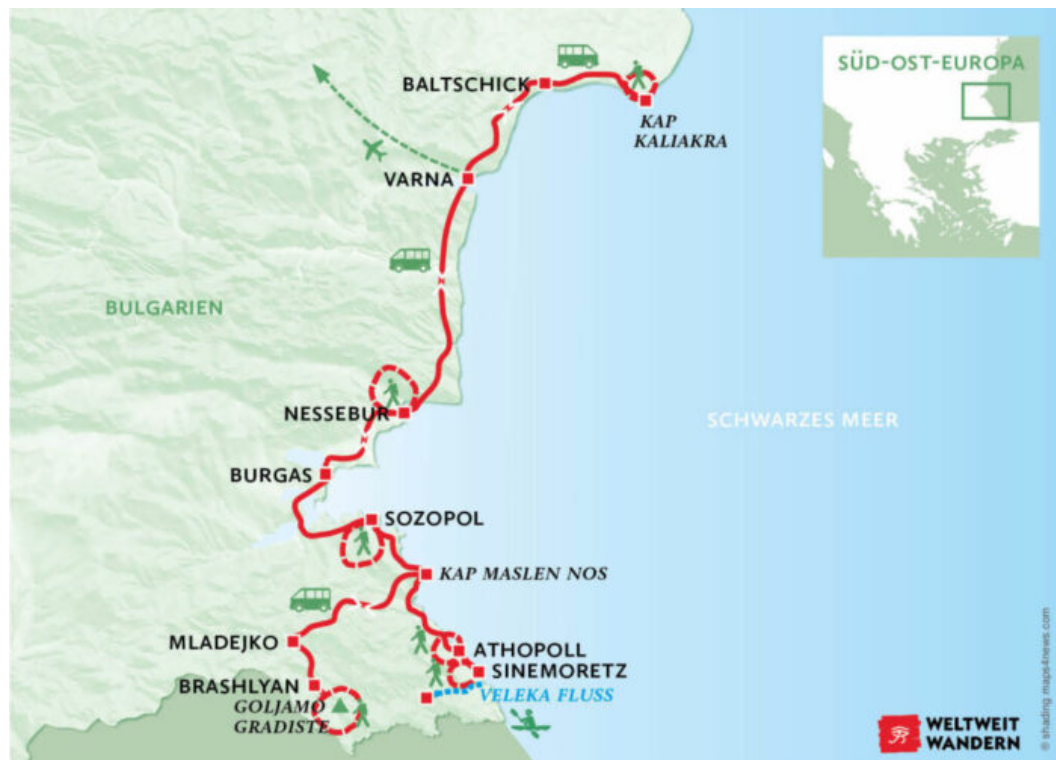 SÜD-OST-EUROPA
BALTSCHICK
KAP
KALIAKRA
VARNA
BULGARIEN
NESSEBUR
SCHWARZES MEER
BURGAS
SOZOPOL
KAP MASLEN NOS
MLADEJKO
ATHOPOLL
SINEMORETZ
BRASHLYAN
VELEKA FLUSS
GOLJAMO
GRADISTE
WELTWEIT
WANDERN
© shading maps4news.com